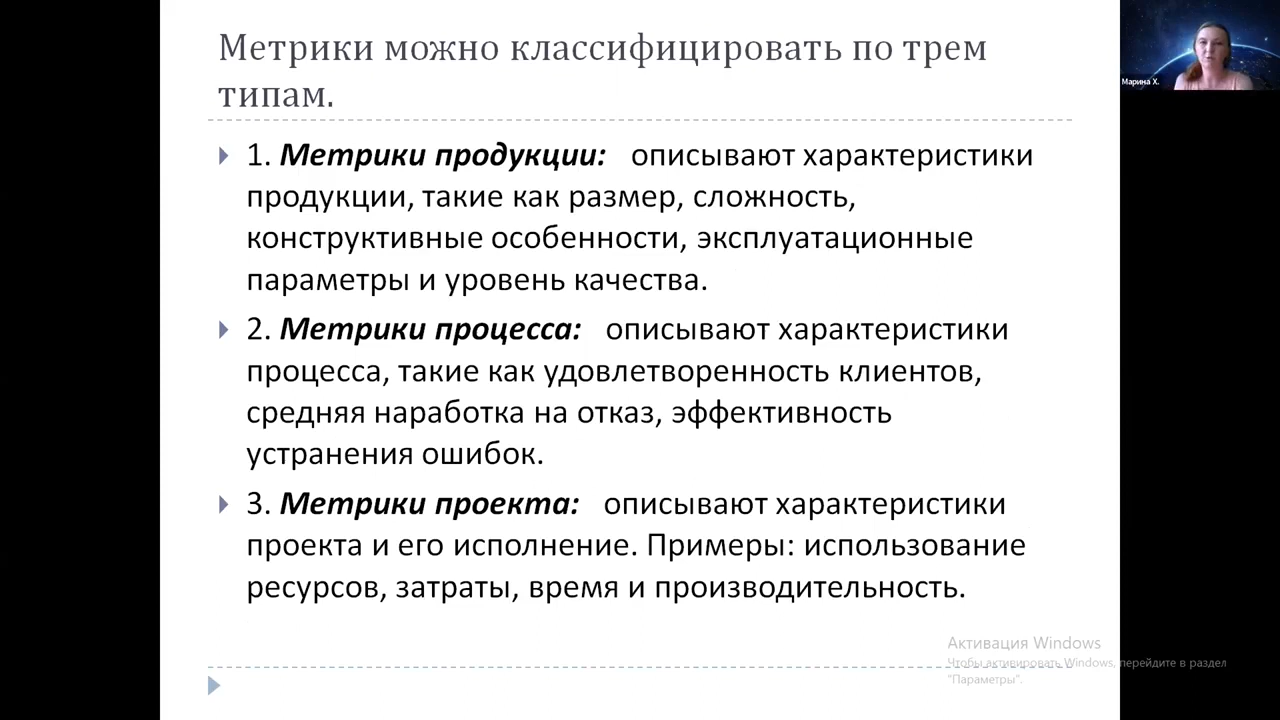 Метрики можно классифицировать по трем
типам.
1. Метрики продукции: описывают характеристики
продукции, такие как размер, сложность,
конструктивные особенности, эксплуатационные
параметры и уровень качества.
2. Метрики процесса: описывают характеристики
процесса, такие как удовлетворенность клиентов,
средняя наработка на отказ, эффективность
устранения ошибок.
3. Метрики проекта: описывают характеристики
проекта и его исполнение. Примеры: использование
ресурсов, затраты, время и производительность.
Марина Х.
Активация Windows
Чтобы активировать Windows, перейдите в раздел
"Параметры".